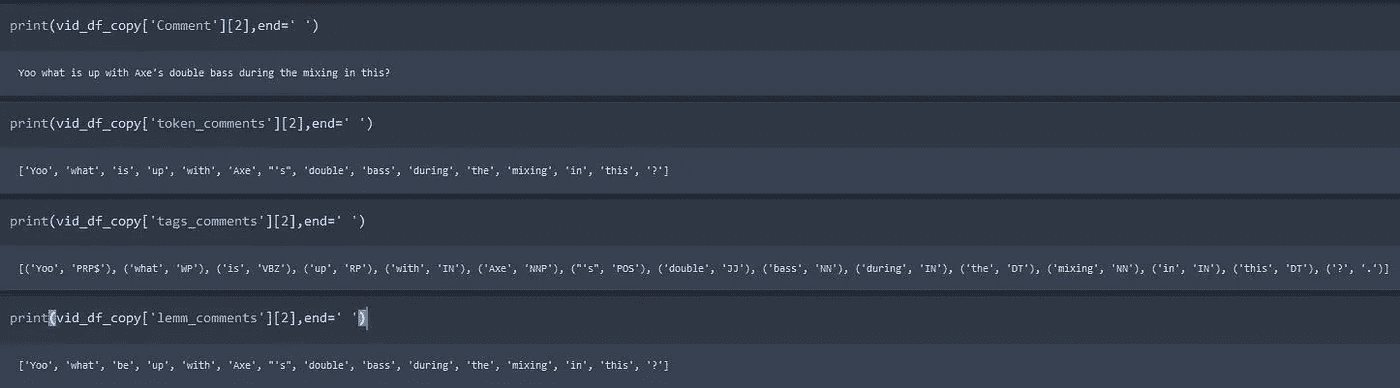 print(vid_df_copy['Comment'][2],end=' ')
Yoo what is up with Axe's double bass during the mixing in this?
print(vid_df_copy['token_comments'][2],end=' ')
['Yoo', 'what', 'is', 'up', 'with', 'Axe', "'s", 'double', 'bass', 'during', 'the', 'mixing', 'in', 'this', '?']
print(vid_df_copy['tags_comments'][2],end=' ')
[('Yoo', 'PRP$'), ('what', 'WP'), ('is', 'VBZ'), ('up', 'RP'), ('with', 'IN'), ('Axe', 'NNP'), ("'s", 'POS'), ('double', 'JJ'), ('bass', 'NN'), ('during', 'IN'), ('the', 'DT'), ('mixing', 'NN'), ('in', 'IN'), ('this', 'DT'), ('?', '.')]
print(vid_df_copy['lemm_comments'][2],end=' ')
['Yoo', 'what', 'be', 'up', 'with', 'Axe', "'s", 'double', 'bass', 'during', 'the', 'mixing', 'in', 'this', '?']